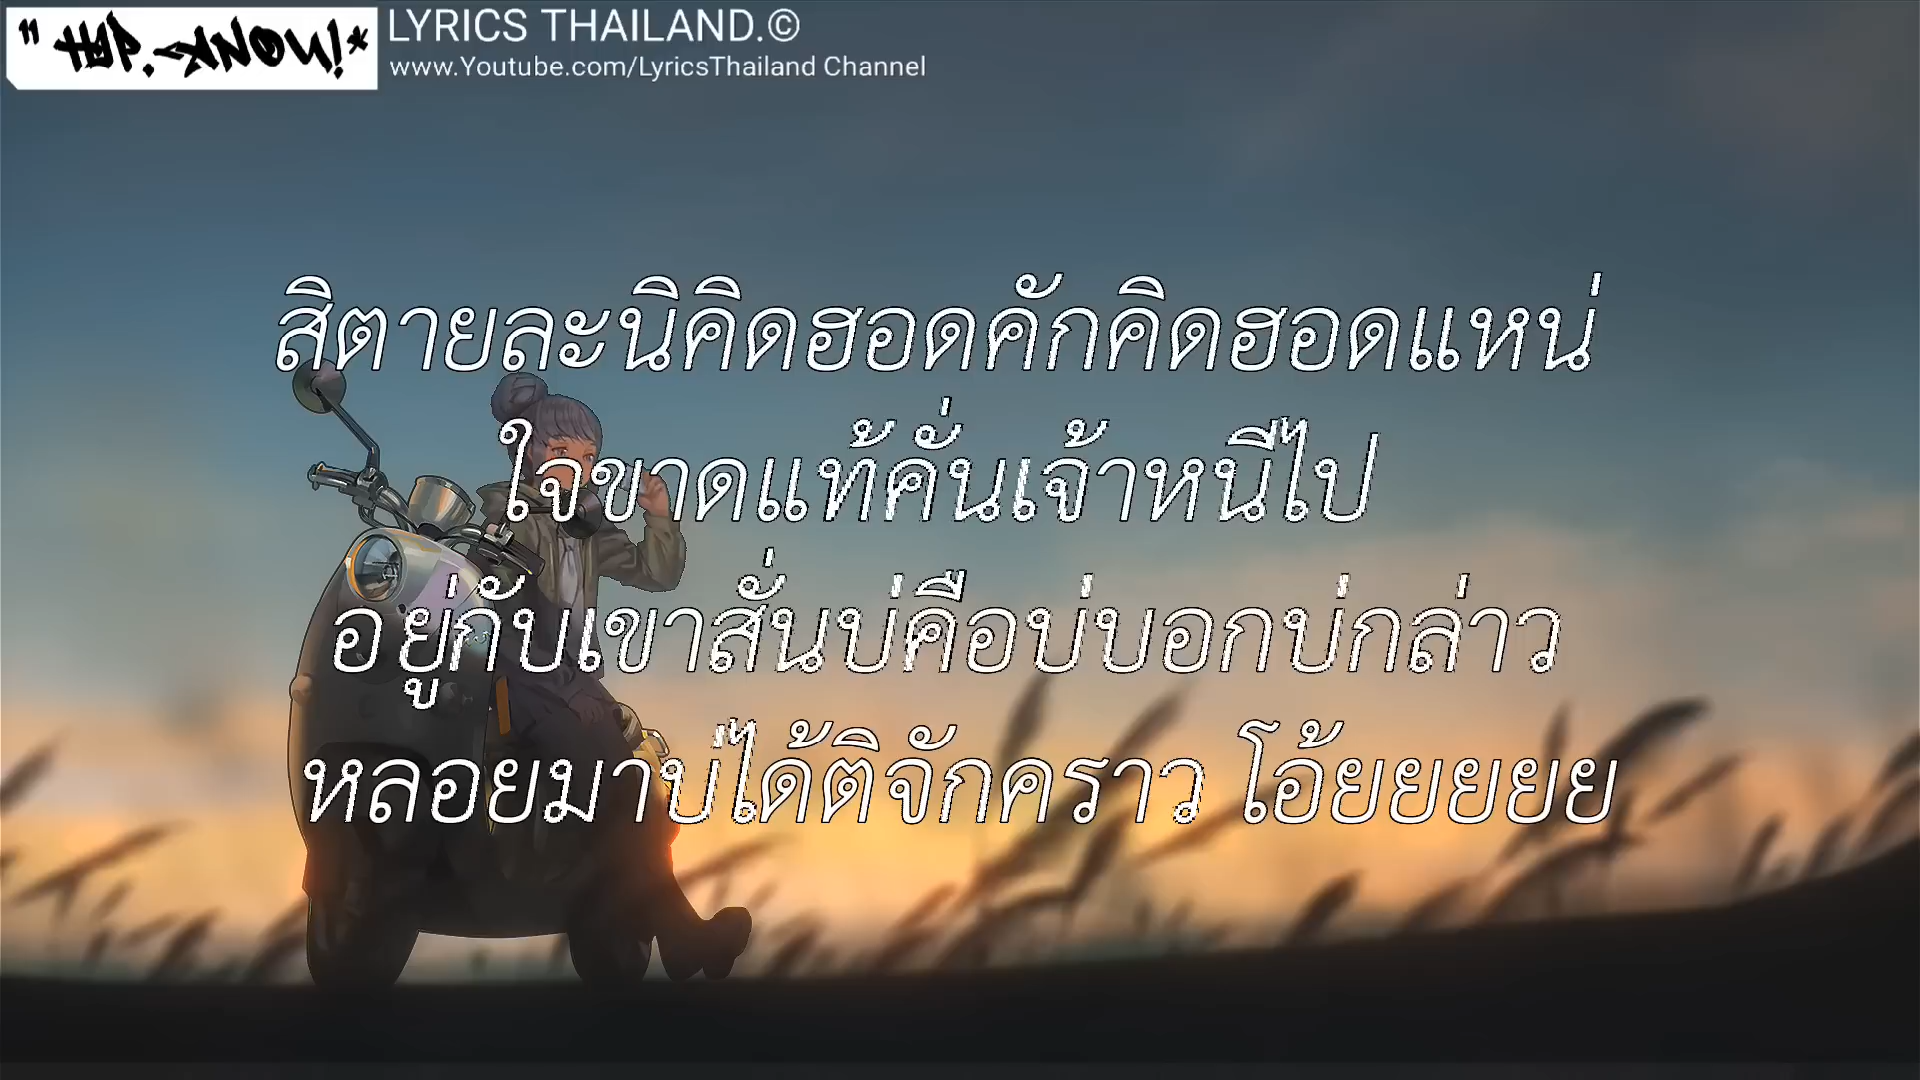 " HAP.-KNOW!*
LYRICS THAILAND.©
www.Youtube.com/LyricsThailand Channel
สิตายละนิคิดฮอดคักคิดฮอดแหน่
ใจขาดแท้คั่นเจ้าหนีไป
อยู่กับเขาสั่นบ่คือบ่บอกบ่กล่าว
หลอยมาบ่ได้ติจักคราว โอ้ยยยยย